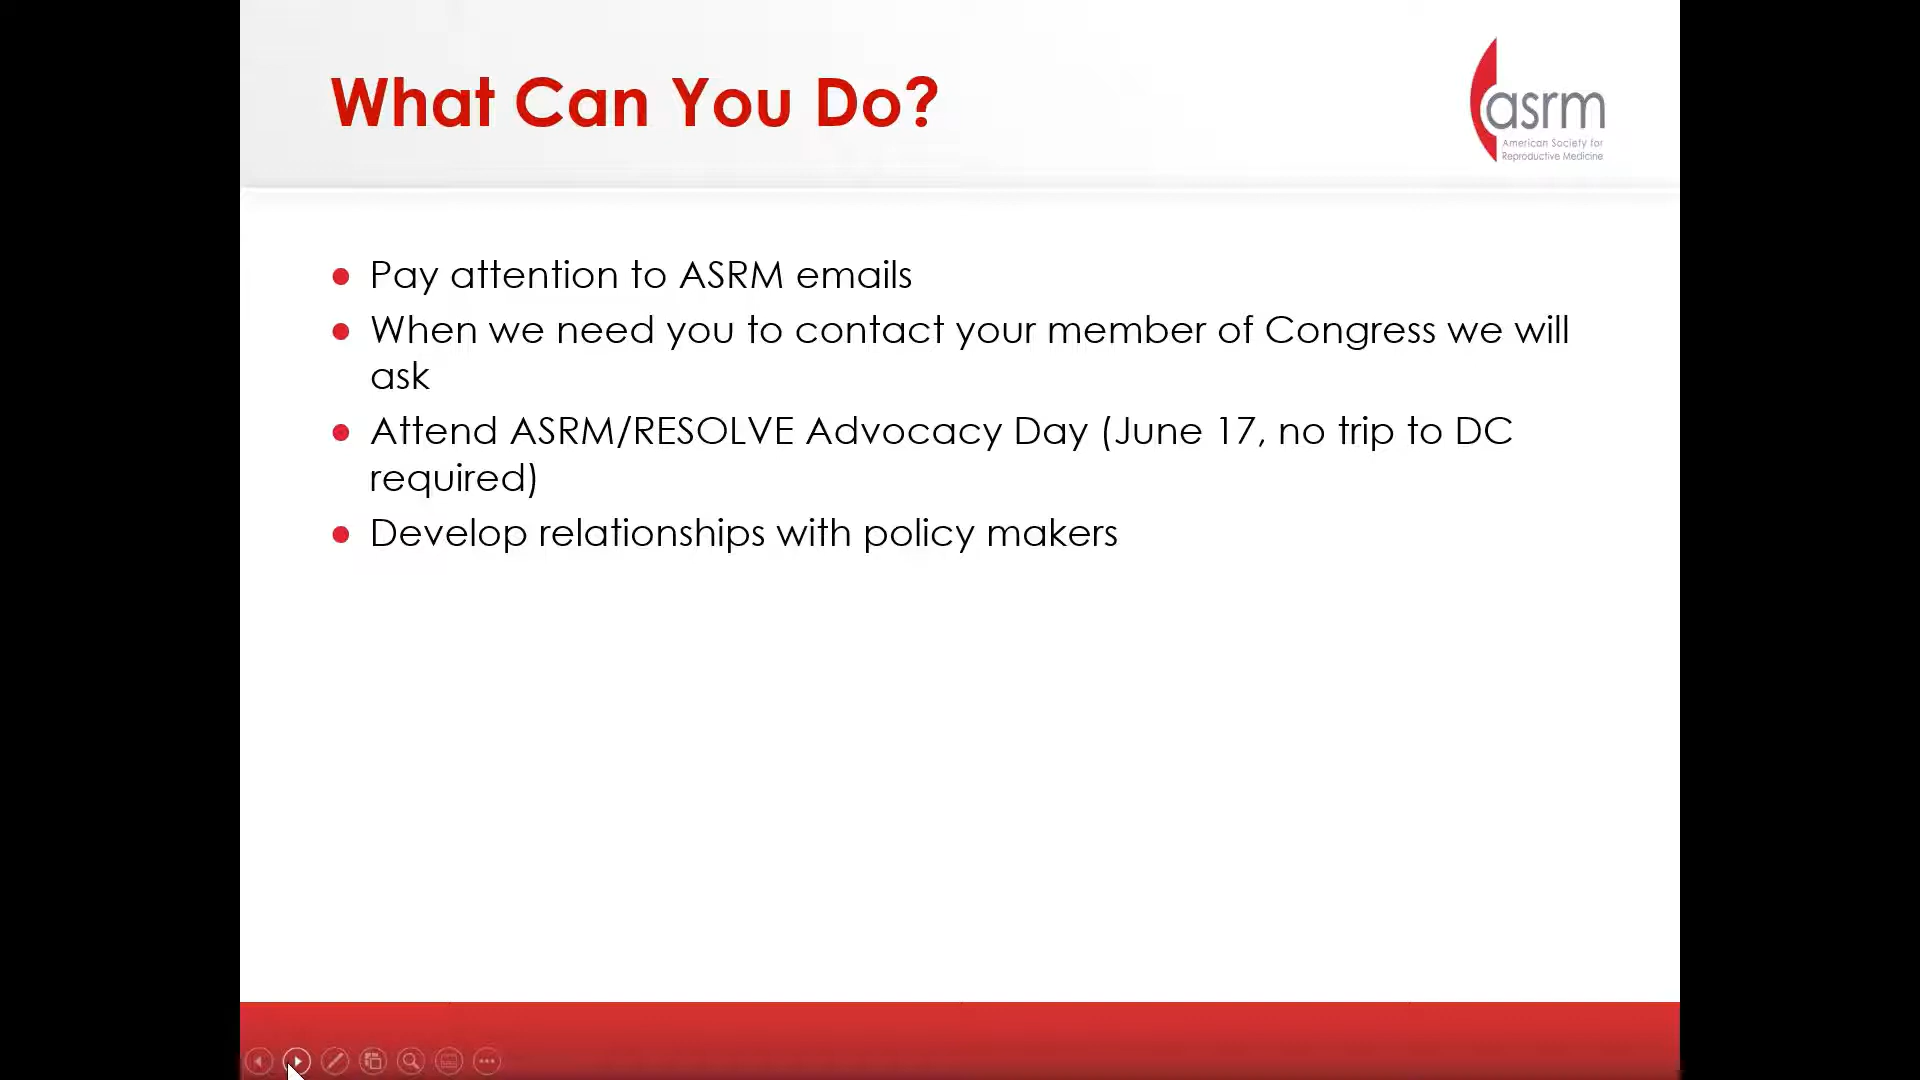 What Can You Do?
asrm
American Society for
Reproductive Medicine
Pay attention to ASRM emails
When we need you to contact your member of Congress we will
ask
Attend ASRM/RESOLVE Advocacy Day (June 17, no trip to DC
required)
Develop relationships with policy makers